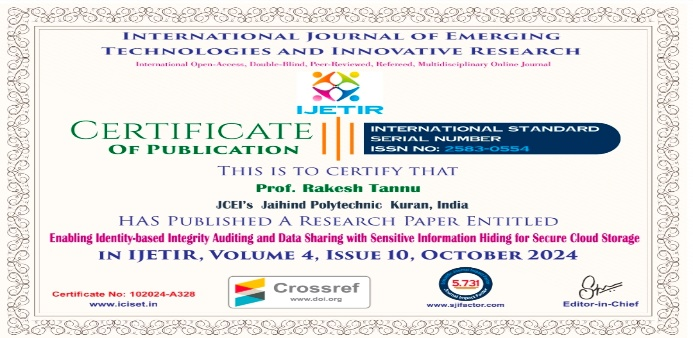 INTERNATIONAL JOURNAL OF EMERGING
TECHNOLOGIES AND INNOVATIVE RESEARCH
International Open-Access, Double-Blind, Peer-Reviewed, Refereed, Multidisciplinary Online Journal
IJETIR
CERTIFICATE
OF PUBLICATION
INTERNATIONAL STANDARD
SERIAL NUMBER
ISSN NO: 2583-0554
THIS IS TO CERTIFY THAT
Prof. Rakesh Tannu
JCEI's Jaihind Polytechnic Kuran, India
HAS PUBLISHED A RESEARCH PAPER ENTITLED
Enabling Identity-based Integrity Auditing and Data Sharing with Sensitive Information Hiding for Secure Cloud Storage
IN IJETIR, VOLUME 4, ISSUE 10, OCTOBER 2024
Certificate No: 102024-A328
www.iciset.in
Crossref
www.doi.org
5.731
www.sjifactor.com
Editor-in-Chief